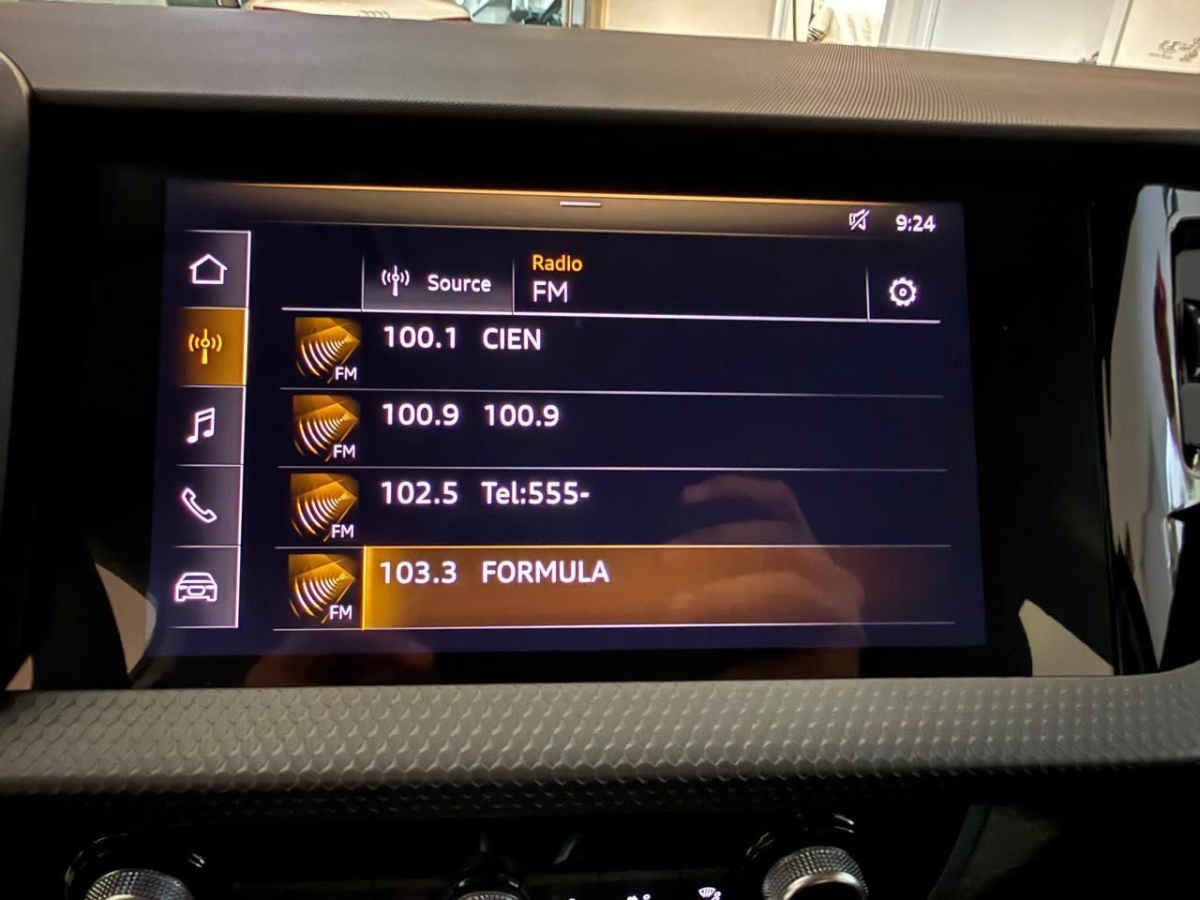 9:24
Source
Radio
FM
FM 100.1 CIEN
FM 100.9 100.9
FM 102.5 Tel:555-
FM 103.3 FORMULA